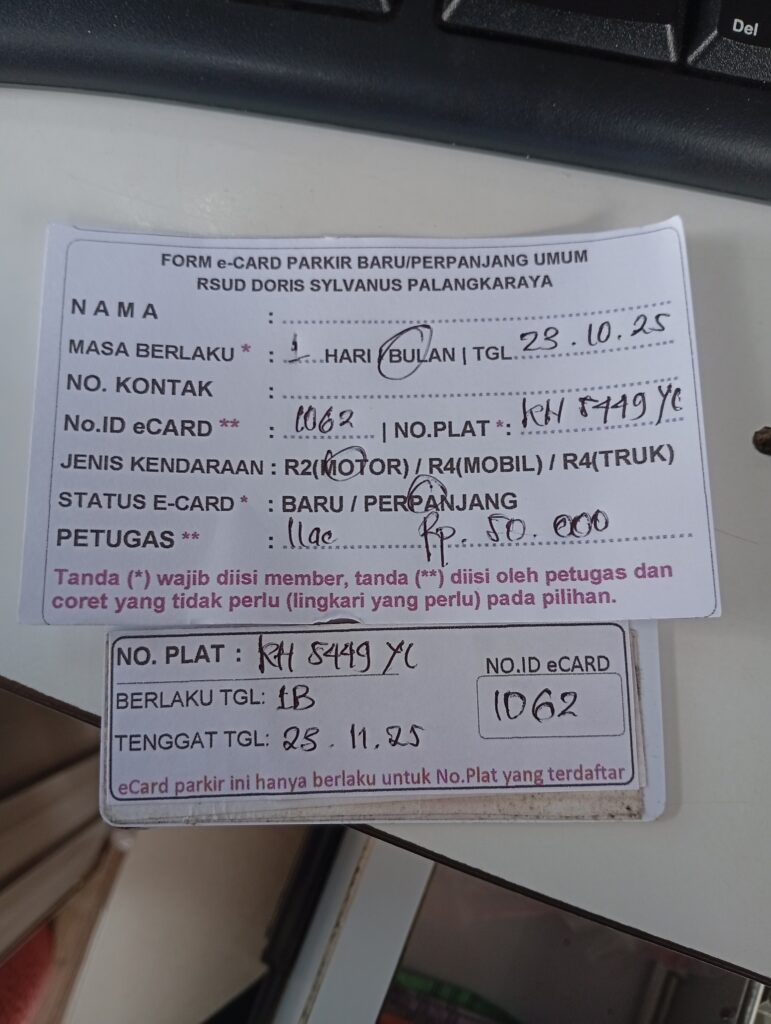 Del
FORM e-CARD PARKIR BARU/PERPANJANG UMUM
RSUD DORIS SYLVANUS PALANGKARAYA
NAMA :
MASA BERLAKU * : 1 HARI / BULAN | TGL. 23.10.25
NO. KONTAK :
No.ID eCARD ** : 1062 | NO.PLAT *: KH 5449 YC
JENIS KENDARAAN : R2(MOTOR) / R4(MOBIL) / R4(TRUK)
STATUS E-CARD * : BARU / PERPANJANG
PETUGAS ** : Rp. 50.000
Tanda (*) wajib diisi member, tanda (**) diisi oleh petugas dan
coret yang tidak perlu (lingkari yang perlu) pada pilihan.
NO. PLAT : KH 5449 YC
NO.ID eCARD
BERLAKU TGL: 1B
1062
TENGGAT TGL: 23.11.25
eCard parkir ini hanya berlaku untuk No.Plat yang terdaftar